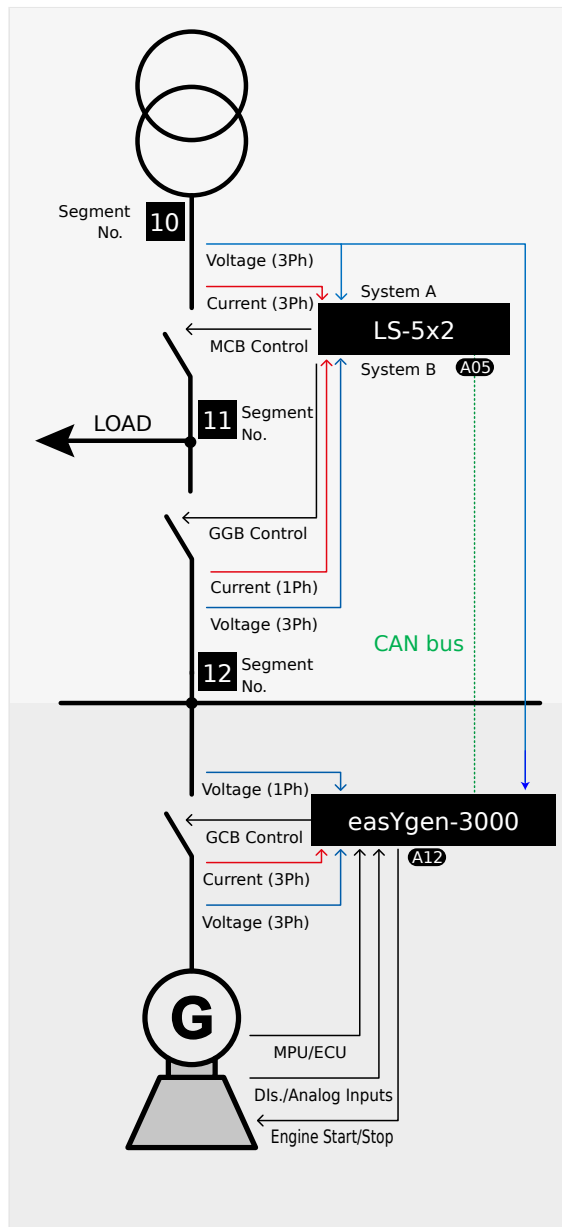 Segment
No.
10
Voltage (3Ph)
System A
Current (3Ph)
LS-5x2
MCB Control
System B
A05
LOAD
11
Segment
No.
GGB Control
Current (1Ph)
Voltage (3Ph)
CAN bus
12
Segment
No.
Voltage (1Ph)
easYgen-3000
GCB Control
A12
Current (3Ph)
Voltage (3Ph)
G
MPU/ECU
DIs./Analog Inputs
Engine Start/Stop